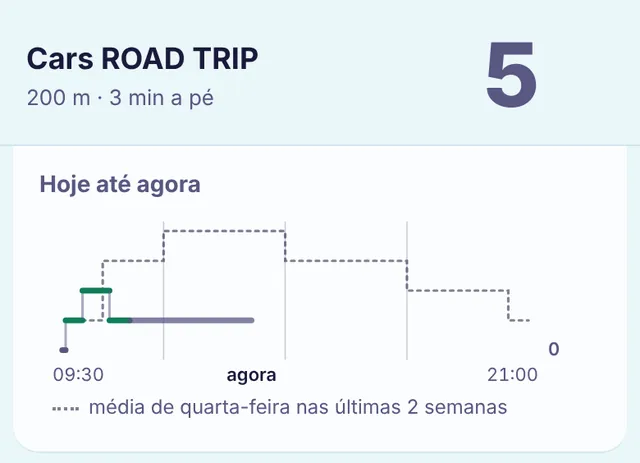 Cars ROAD TRIP
5
200 m · 3 min a pé
Hoje até agora
0
09:30
agora
21:00
média de quarta-feira nas últimas 2 semanas